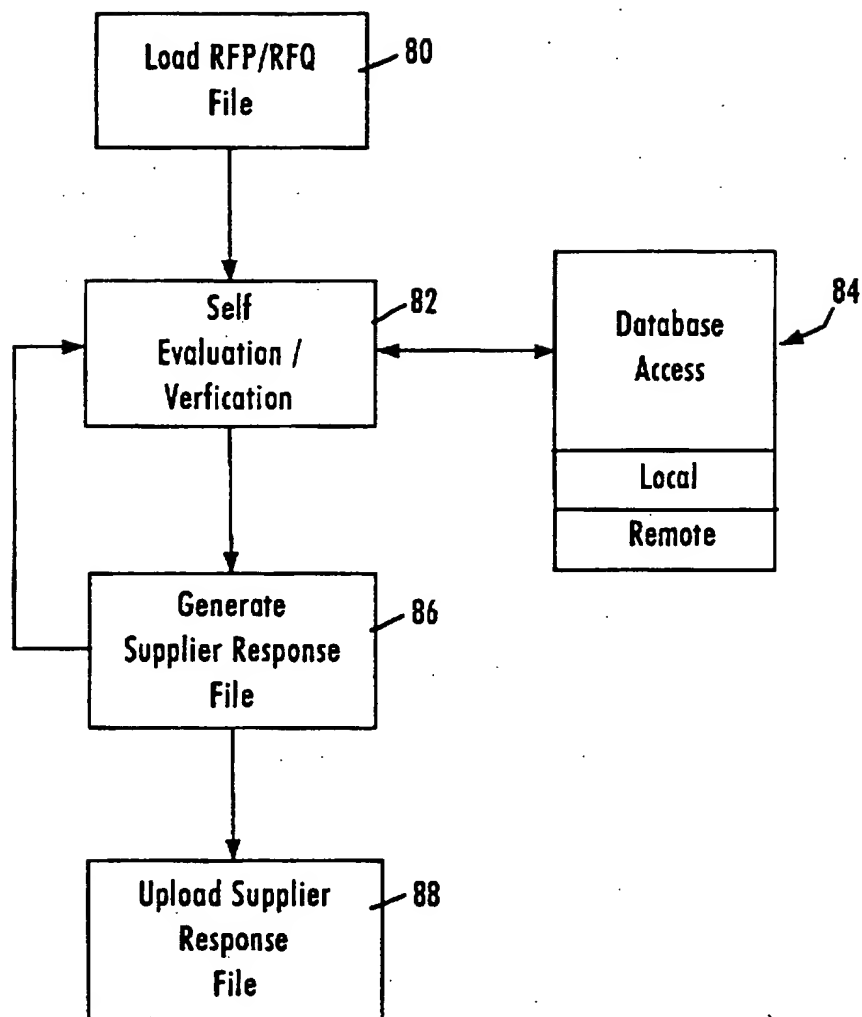 Load RFP/RFQ
File
80
Self
Evaluation /
Verfication
82
Database
Access
Local
Remote
84
Generate
Supplier Response
File
86
Upload Supplier
Response
File
88